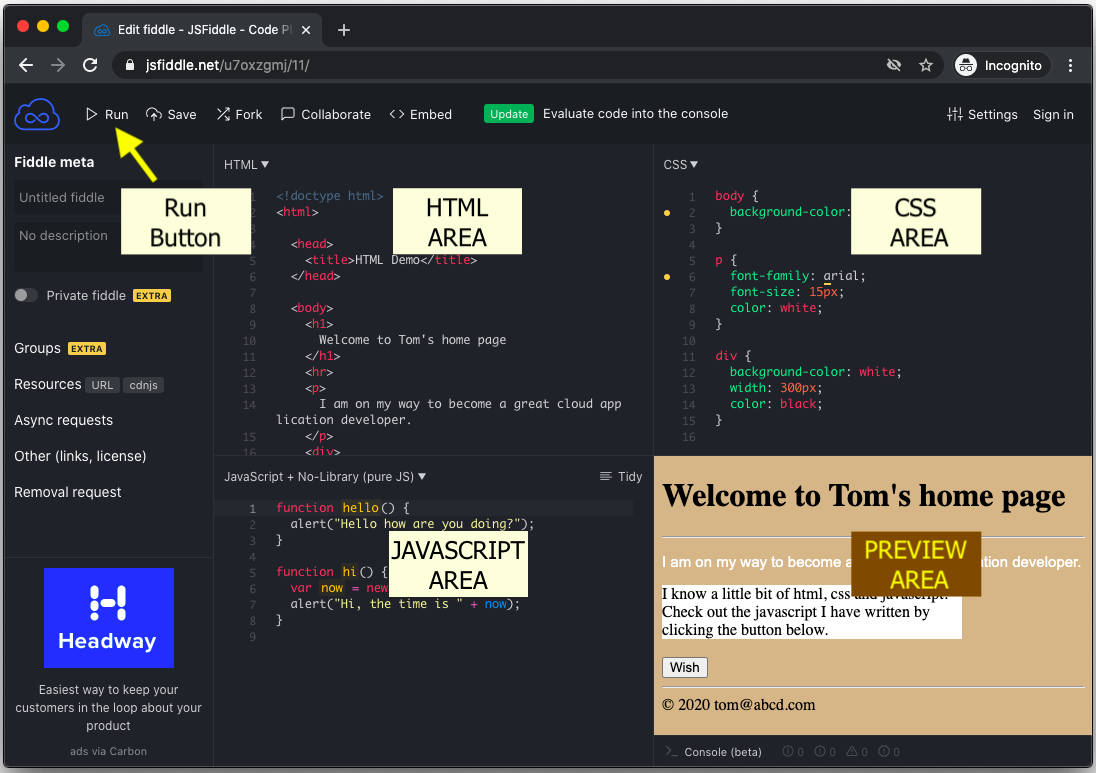 Edit fiddle - JSFiddle - Code Pl
jsfiddle.net/u7oxzgmj/11/
Incognito
Run
Save
Fork
Collaborate
Embed
Update
Evaluate code into the console
Settings
Sign in
Fiddle meta
Untitled fiddle
No description
Run
Button
Private fiddle EXTRA
Groups EXTRA
Resources URL cdnjs
Async requests
Other (links, license)
Removal request
Headway
Easiest way to keep your
customers in the loop about your
product
ads via Carbon
HTML ▼
HTML
AREA
1 <!doctype html>
2 <html>
3
4 <head>
5 <title>HTML Demo</title>
6 </head>
7
8 <body>
9 <h1>
10 Welcome to Tom's home page
11 </h1>
12 <hr>
13 <p>
14 I am on my way to become a great cloud app
lication developer.
15 </p>
16 <div>
CSS ▼
CSS
AREA
1 body {
2 background-color:
3 }
4
5 p {
6 font-family: arial;
7 font-size: 15px;
8 color: white;
9 }
10
11 div {
12 background-color: white;
13 width: 300px;
14 color: black;
15 }
16
JavaScript + No-Library (pure JS) ▼
Tidy
JAVASCRIPT
AREA
1 function hello() {
2 alert("Hello how are you doing?");
3 }
4
5 function hi() {
6 var now = new
7 alert("Hi, the time is " + now);
8 }
9
Welcome to Tom's home page
PREVIEW
AREA
I am on my way to become a ation developer.
I know a little bit of html, css and javascript.
Check out the javascript I have written by
clicking the button below.
Wish
© 2020 tom@abcd.com
>_ Console (beta) 0 0 0 0